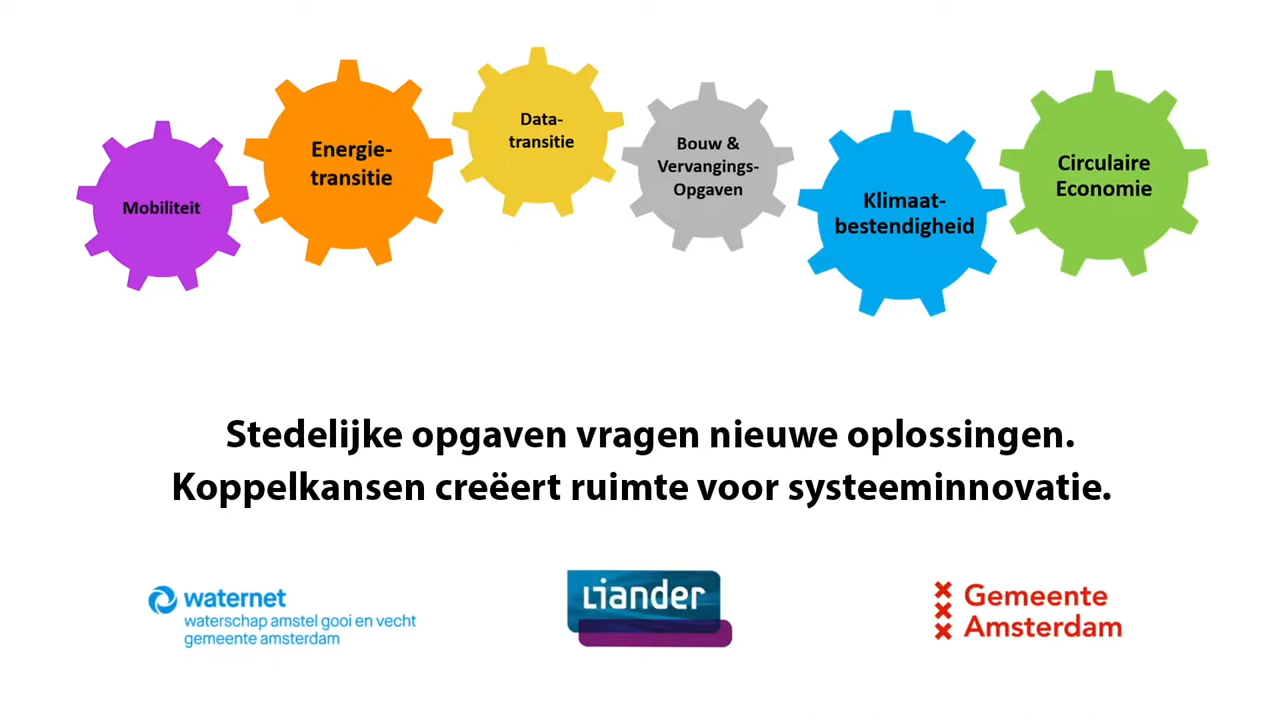 Mobiliteit
Energie-
transitie
Data-
transitie
Bouw &
Vervangings-
Opgaven
Klimaat-
bestendigheid
Circulaire
Economie
Stedelijke opgaven vragen nieuwe oplossingen.
Koppelkansen creëert ruimte voor systeeminnovatie.
waternet
waterschap amstel gooi en vecht
gemeente amsterdam
Liander
Gemeente
Amsterdam